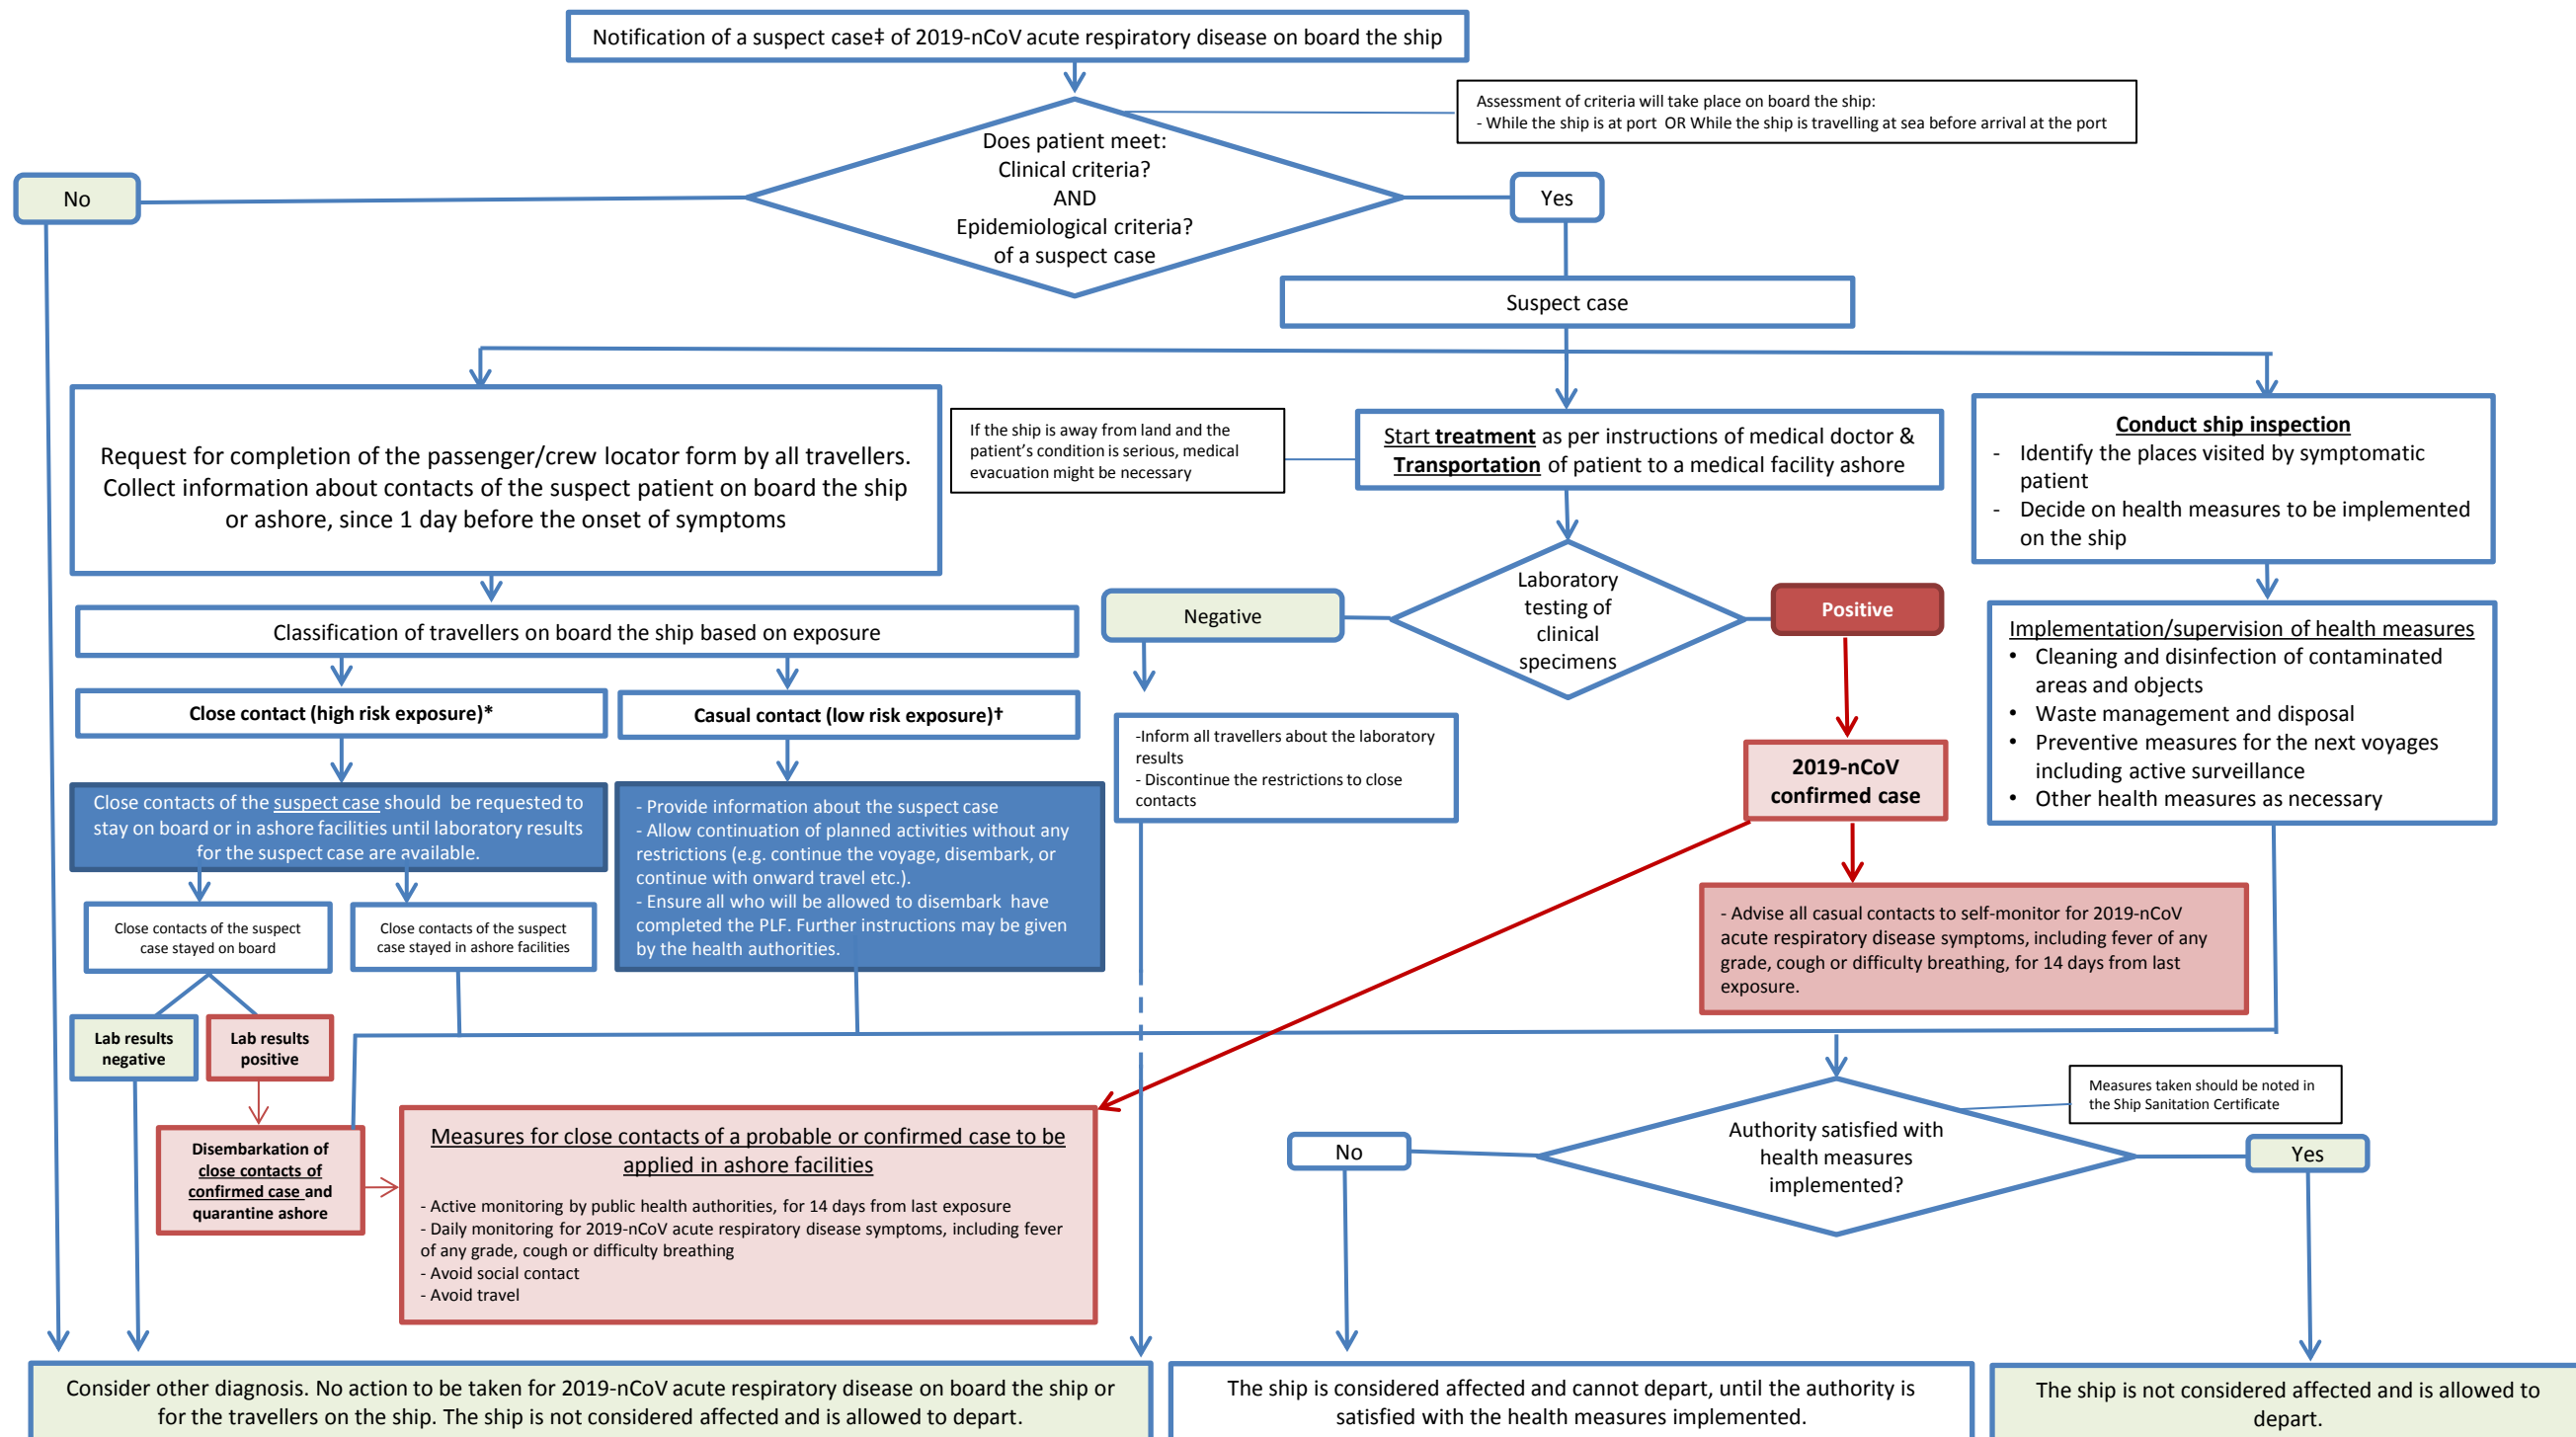 Notification of a suspect case‡ of 2019-nCoV acute respiratory disease on board the ship
Assessment of criteria will take place on board the ship:
- While the ship is at port  OR While the ship is travelling at sea before arrival at the port
Does patient meet:
Clinical criteria?
AND
Epidemiological criteria?
of a suspect case
No
Yes
Suspect case
Request for completion of the passenger/crew locator form by all travellers.
Collect information about contacts of the suspect patient on board the ship
or ashore, since 1 day before the onset of symptoms
If the ship is away from land and the
patient's condition is serious, medical
evacuation might be necessary
Start treatment as per instructions of medical doctor &
Transportation of patient to a medical facility ashore
Conduct ship inspection
- Identify the places visited by symptomatic
patient
- Decide on health measures to be implemented
on the ship
Classification of travellers on board the ship based on exposure
Negative
Laboratory
testing of
clinical
specimens
Positive
Implementation/supervision of health measures
• Cleaning and disinfection of contaminated
areas and objects
• Waste management and disposal
• Preventive measures for the next voyages
including active surveillance
• Other health measures as necessary
Close contact (high risk exposure)*
Casual contact (low risk exposure)†
-Inform all travellers about the laboratory
results
- Discontinue the restrictions to close
contacts
2019-nCoV
confirmed case
Close contacts of the suspect case should  be requested to
stay on board or in ashore facilities until laboratory results
for the suspect case are available.
- Provide information about the suspect case
- Allow continuation of planned activities without any
restrictions (e.g. continue the voyage, disembark, or
continue with onward travel etc.).
- Ensure all who will be allowed to disembark  have
completed the PLF. Further instructions may be given
by the health authorities.
Close contacts of the suspect
case stayed on board
Close contacts of the suspect
case stayed in ashore facilities
- Advise all casual contacts to self-monitor for 2019-nCoV
acute respiratory disease symptoms, including fever of any
grade, cough or difficulty breathing, for 14 days from last
exposure.
Lab results
negative
Lab results
positive
Disembarkation of
close contacts of
confirmed case and
quarantine ashore
Measures for close contacts of a probable or confirmed case to be
applied in ashore facilities
- Active monitoring by public health authorities, for 14 days from last exposure
- Daily monitoring for 2019-nCoV acute respiratory disease symptoms, including fever
of any grade, cough or difficulty breathing
- Avoid social contact
- Avoid travel
Measures taken should be noted in
the Ship Sanitation Certificate
No
Authority satisfied with
health measures
implemented?
Yes
Consider other diagnosis. No action to be taken for 2019-nCoV acute respiratory disease on board the ship or
for the travellers on the ship. The ship is not considered affected and is allowed to depart.
The ship is considered affected and cannot depart, until the authority is
satisfied with the health measures implemented.
The ship is not considered affected and is allowed to
depart.